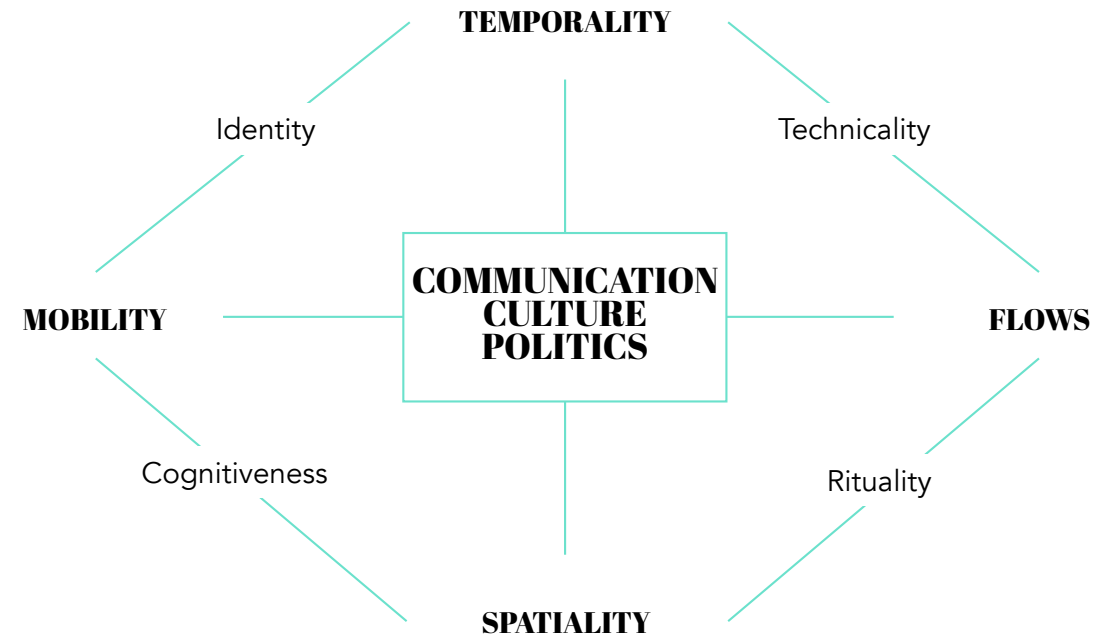 TEMPORALITY
Identity
Technicality
COMMUNICATION
CULTURE
POLITICS
MOBILITY
FLOWS
Cognitiveness
Rituality
SPATIALITY